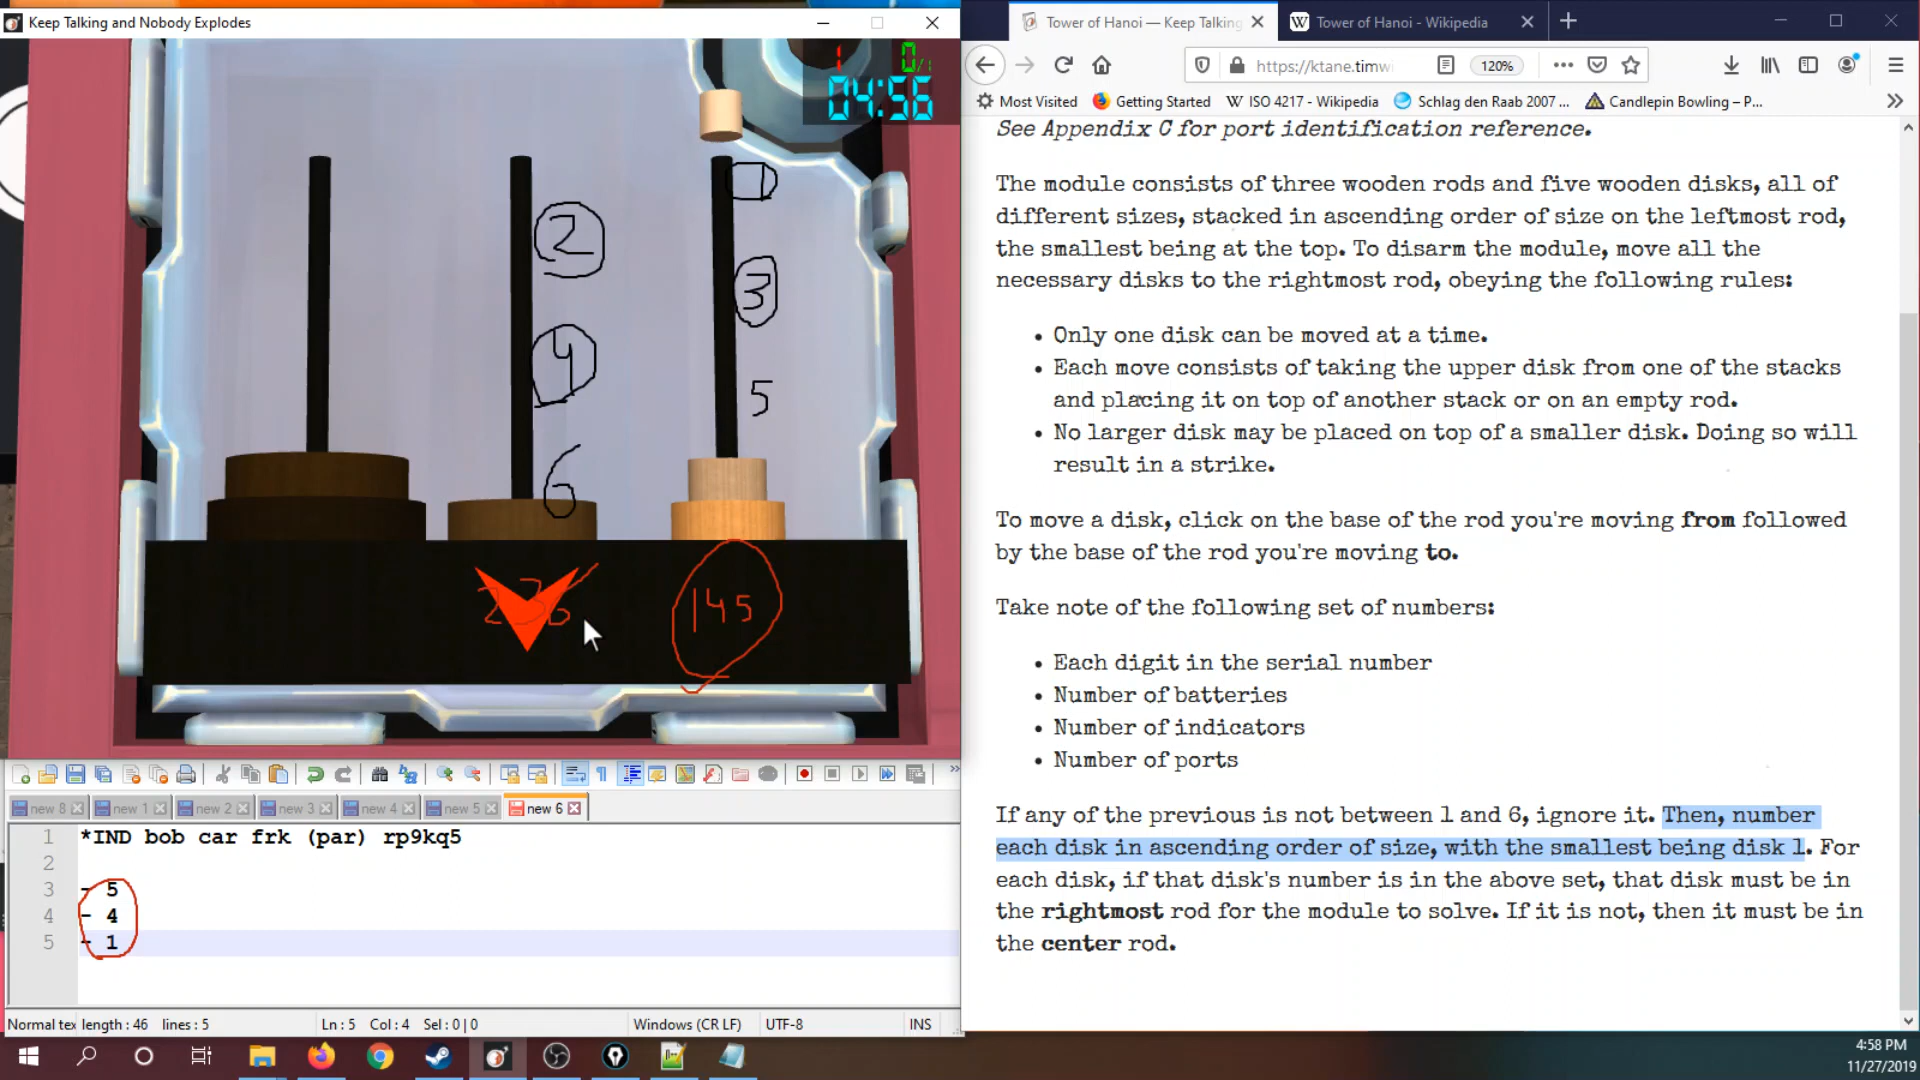 Keep Talking and Nobody Explodes
0/1
04:56
1
2
3
4
5
6
145
new 8 new 1 new 2 new 3 new 4 new 5 new 6
1 *IND bob car frk (par) rp9kq5
2
3 - 5
4 - 4
5 - 1
Normal tex length : 46 lines : 5 Ln : 5 Col : 4 Sel : 0 | 0 Windows (CR LF) UTF-8 INS
Tower of Hanoi — Keep Talking
Tower of Hanoi - Wikipedia
https://ktane.timwi
120%
Most Visited Getting Started ISO 4217 - Wikipedia Schlag den Raab 2007 ... Candlepin Bowling – P...
See Appendix C for port identification reference.
The module consists of three wooden rods and five wooden disks, all of
different sizes, stacked in ascending order of size on the leftmost rod,
the smallest being at the top. To disarm the module, move all the
necessary disks to the rightmost rod, obeying the following rules:
• Only one disk can be moved at a time.
• Each move consists of taking the upper disk from one of the stacks
and placing it on top of another stack or on an empty rod.
• No larger disk may be placed on top of a smaller disk. Doing so will
result in a strike.
To move a disk, click on the base of the rod you're moving from followed
by the base of the rod you're moving to.
Take note of the following set of numbers:
• Each digit in the serial number
• Number of batteries
• Number of indicators
• Number of ports
If any of the previous is not between 1 and 6, ignore it. Then, number
each disk in ascending order of size, with the smallest being disk 1. For
each disk, if that disk's number is in the above set, that disk must be in
the rightmost rod for the module to solve. If it is not, then it must be in
the center rod.
4:58 PM
11/27/2019